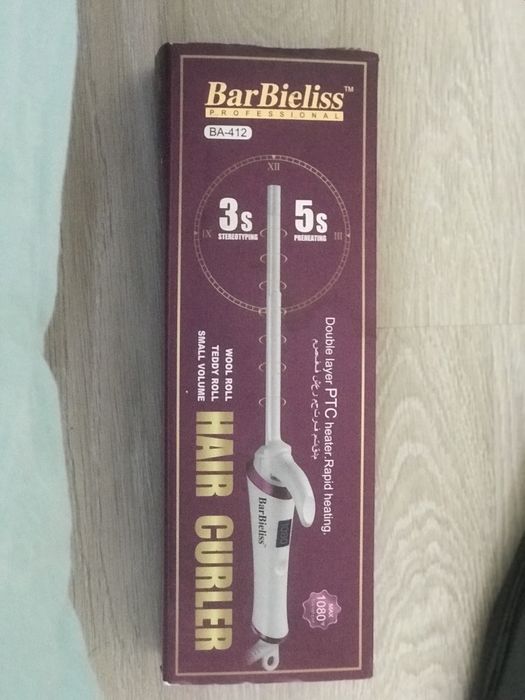 BarBieliss™
PROFESSIONAL
BA-412
XII
3s
STEREOTYPING
5s
PREHEATING
IX
III
Double layer PTC heater.Rapid heating.
WOOL ROLL
TEDDY ROLL
SMALL VOLUME
HAIR CURLER
BarBieliss
MAX
1080°